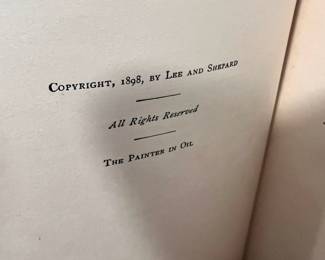 COPYRIGHT, 1898, BY LEE AND SHEPARD
All Rights Reserved
THE PAINTER IN OIL